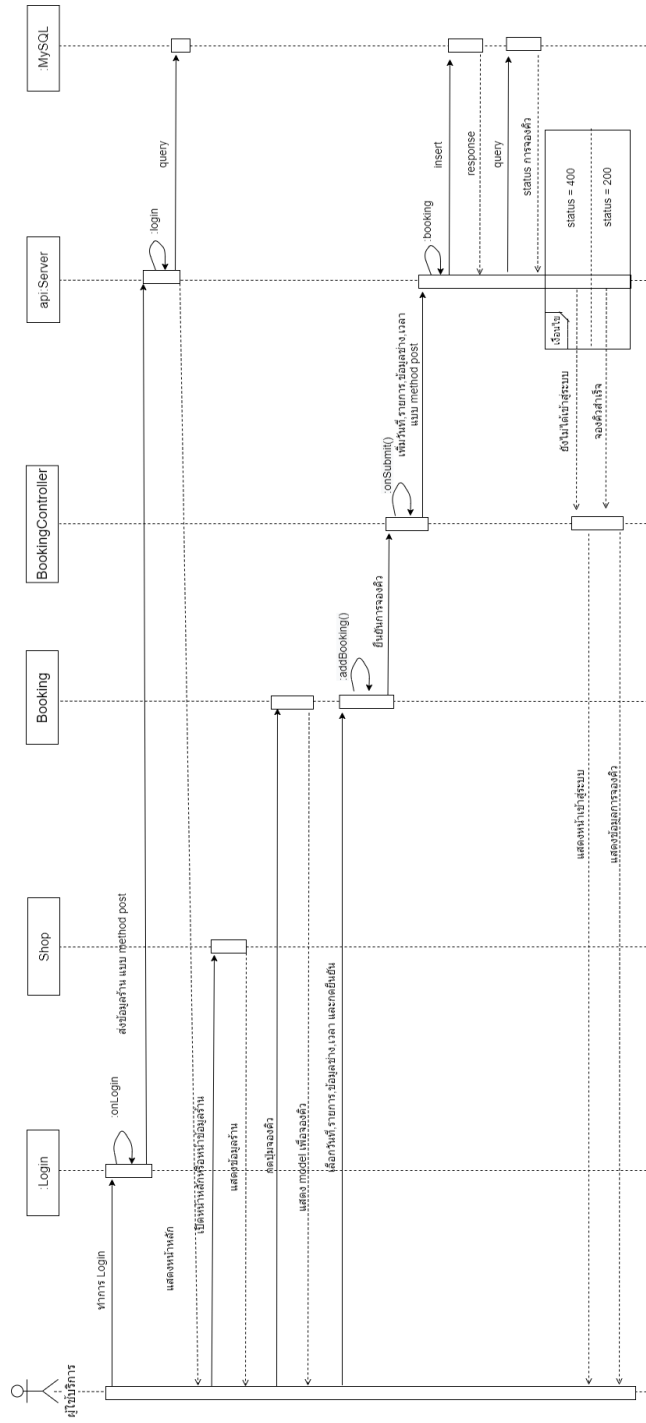 ผู้ใช้บริการ
:Login
Shop
Booking
BookingController
api:Server
:MySQL
ทำการ Login
:onLogin
ส่งข้อมูลร้าน แบบ method post
:login
query
แสดงหน้าหลัก
เปิดหน้าหลักหรือหน้าข้อมูลร้าน
แสดงข้อมูลร้าน
กดปุ่มจองคิว
แสดง model เพื่อจองคิว
เลือกวันที่,รายการ,ข้อมูลช่าง,เวลา และกดยืนยัน
:addBooking()
ยืนยันการจองคิว
:onSubmit()
เพิ่มวันที่,รายการ,ข้อมูลช่าง,เวลา
แบบ method post
:booking
insert
response
query
status การจองคิว
เงื่อนไข
status = 400
ยังไม่ได้เข้าสู่ระบบ
แสดงหน้าเข้าสู่ระบบ
status = 200
จองคิวสำเร็จ
แสดงข้อมูลการจองคิว